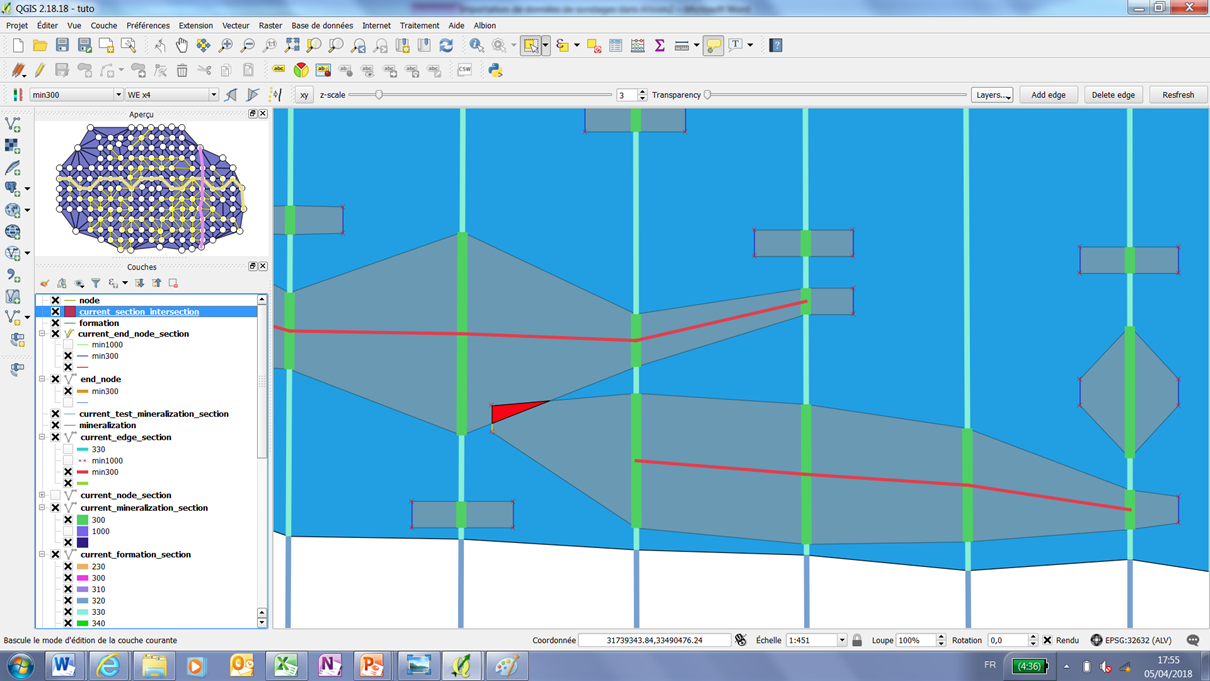 QGIS 2.18.18 - tuto
Projet Éditer Vue Couche Préférences Extension Vecteur Raster Base de données Internet Traitement Aide Albion
CSW
min300 WE x4 xy z-scale 3 Transparency Layers... Add edge Delete edge Resfresh
Aperçu
Couches
node
current_section_intersection
formation
current_end_node_section
min1000
min300
end_node
min300
current_test_mineralization_section
mineralization
current_edge_section
330
min1000
min300
current_node_section
current_mineralization_section
300
1000
current_formation_section
230
300
310
320
330
340
Bascule le mode d'édition de la couche courante Coordonnée 31739343.84,33490476.24 Échelle 1:451 Loupe 100% Rotation 0,0 Rendu EPSG:32632 (ALV)
FR (4:36) 17:55
05/04/2018